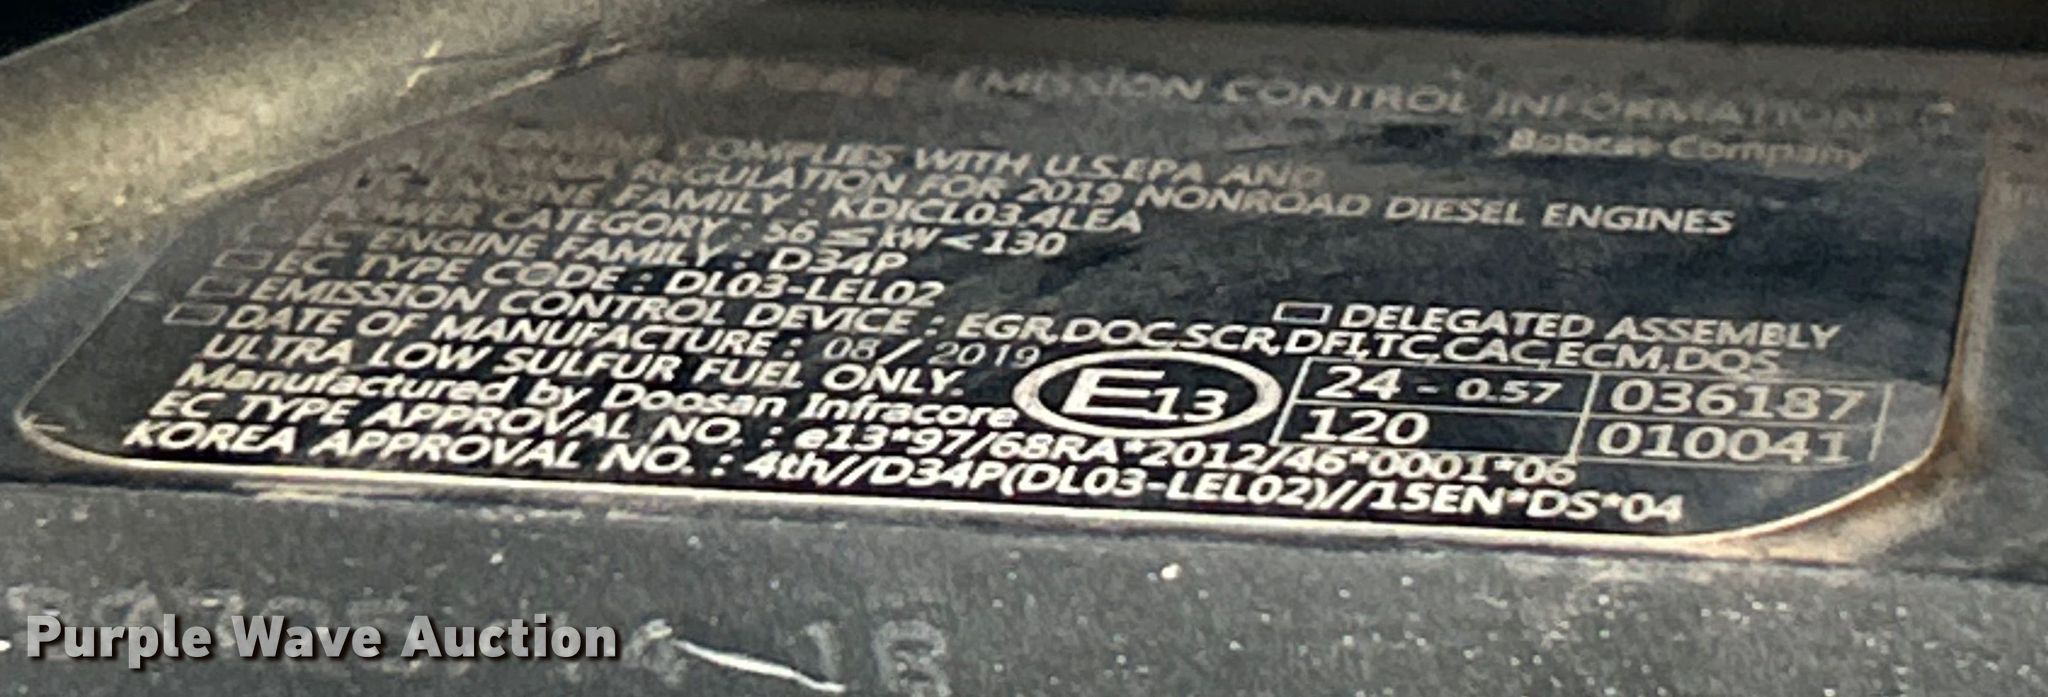 EMISSION CONTROL INFORMATION
Bobcat Company
COMPLIES WITH U.S.EPA AND
REGULATION FOR 2019 NONROAD DIESEL ENGINES
ENGINE FAMILY : KDICL03.4LEA
POWER CATEGORY : 56 ≤ kW < 130
EC ENGINE FAMILY : D34P
EC TYPE CODE : DL03-LEL02
DELEGATED ASSEMBLY
EMISSION CONTROL DEVICE : EGR,DOC,SCR,DFI,TC,CAC,ECM,DQS
DATE OF MANUFACTURE : 08/2019
ULTRA LOW SULFUR FUEL ONLY.
Manufactured by Doosan Infracore
E13
24 - 0.57 036187
120 010041
EC TYPE APPROVAL NO. : e13*97/68RA*2012/46*0001*06
KOREA APPROVAL NO. : 4th//D34P(DL03-LEL02)//15EN*DS*04
Purple Wave Auction